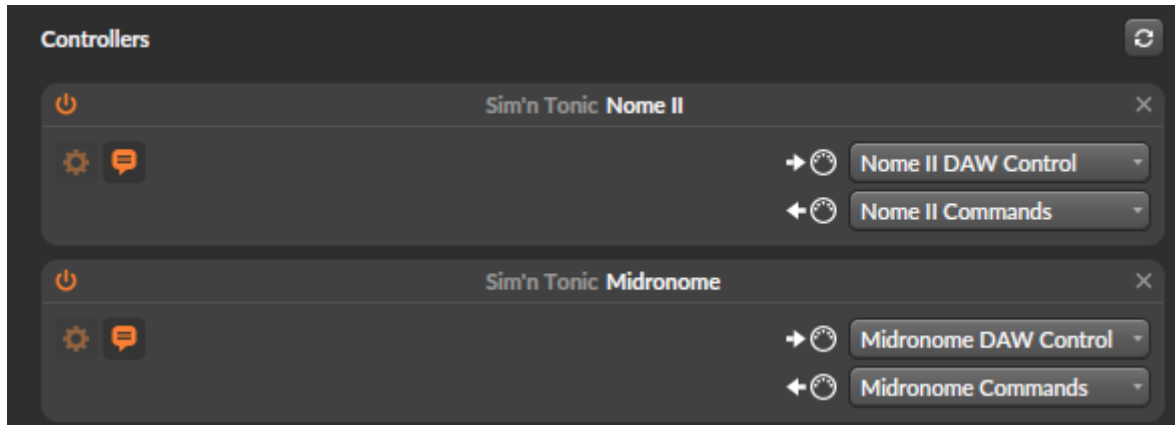 Controllers
Sim'n Tonic Nome II
Nome II DAW Control
Nome II Commands
Sim'n Tonic Midronome
Midronome DAW Control
Midronome Commands